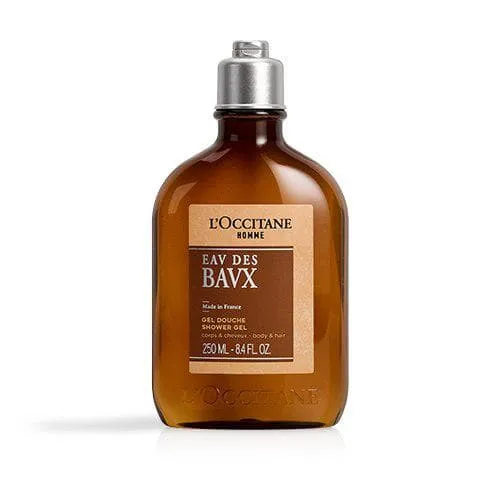 L'OCCITANE
HOMME
EAV DES
BAVX
Made in France
GEL DOUCHE
SHOWER GEL
corps & cheveux - body & hair
250 ML - 8.4 FL. OZ.
L'OCCITANE